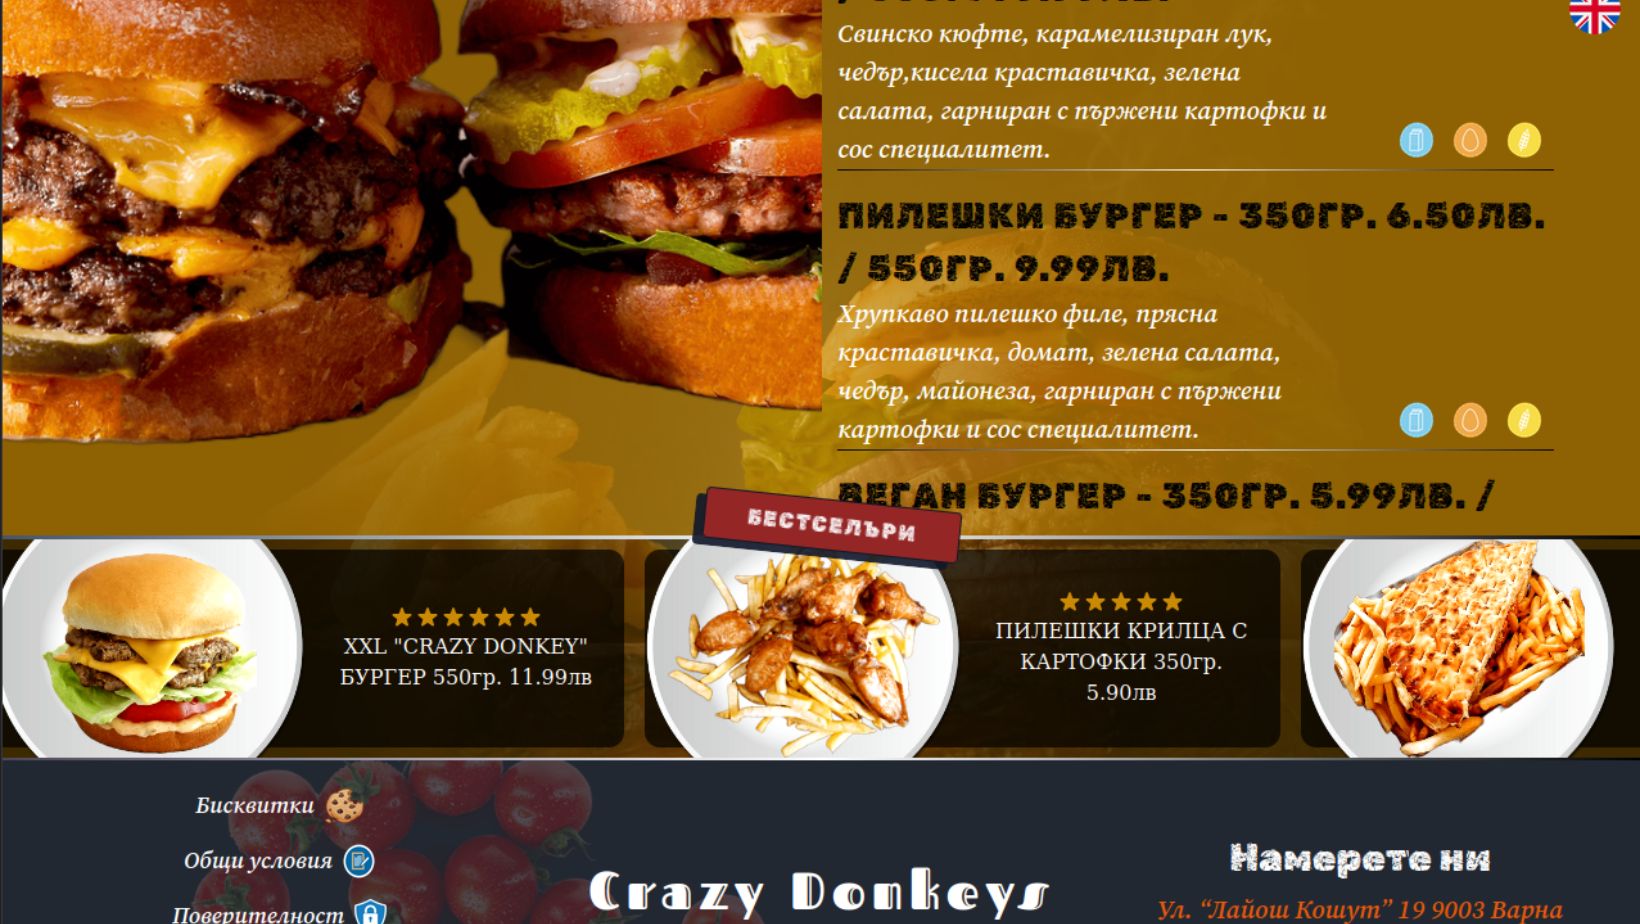 Свинско кюфте, карамелизиран лук,
чедър,кисела краставичка, зелена
салата, гарниран с пържени картофки и
сос специалитет.
ПИЛЕШКИ БУРГЕР - 350ГР. 6.50ЛВ.
/ 550ГР. 9.99ЛВ.
Хрупкаво пилешко филе, прясна
краставичка, домат, зелена салата,
чедър, майонеза, гарниран с пържени
картофки и сос специалитет.
ВЕГАН БУРГЕР - 350ГР. 5.99ЛВ. /
БЕСТСЕЛЪРИ
XXL "CRAZY DONKEY"
БУРГЕР 550гр. 11.99лв
ПИЛЕШКИ КРИЛЦА С
КАРТОФКИ 350гр.
5.90лв
Бисквитки
Общи условия
Поверителност
Crazy Donkeys
Намерете ни
Ул. “Лайош Кошут” 19 9003 Варна